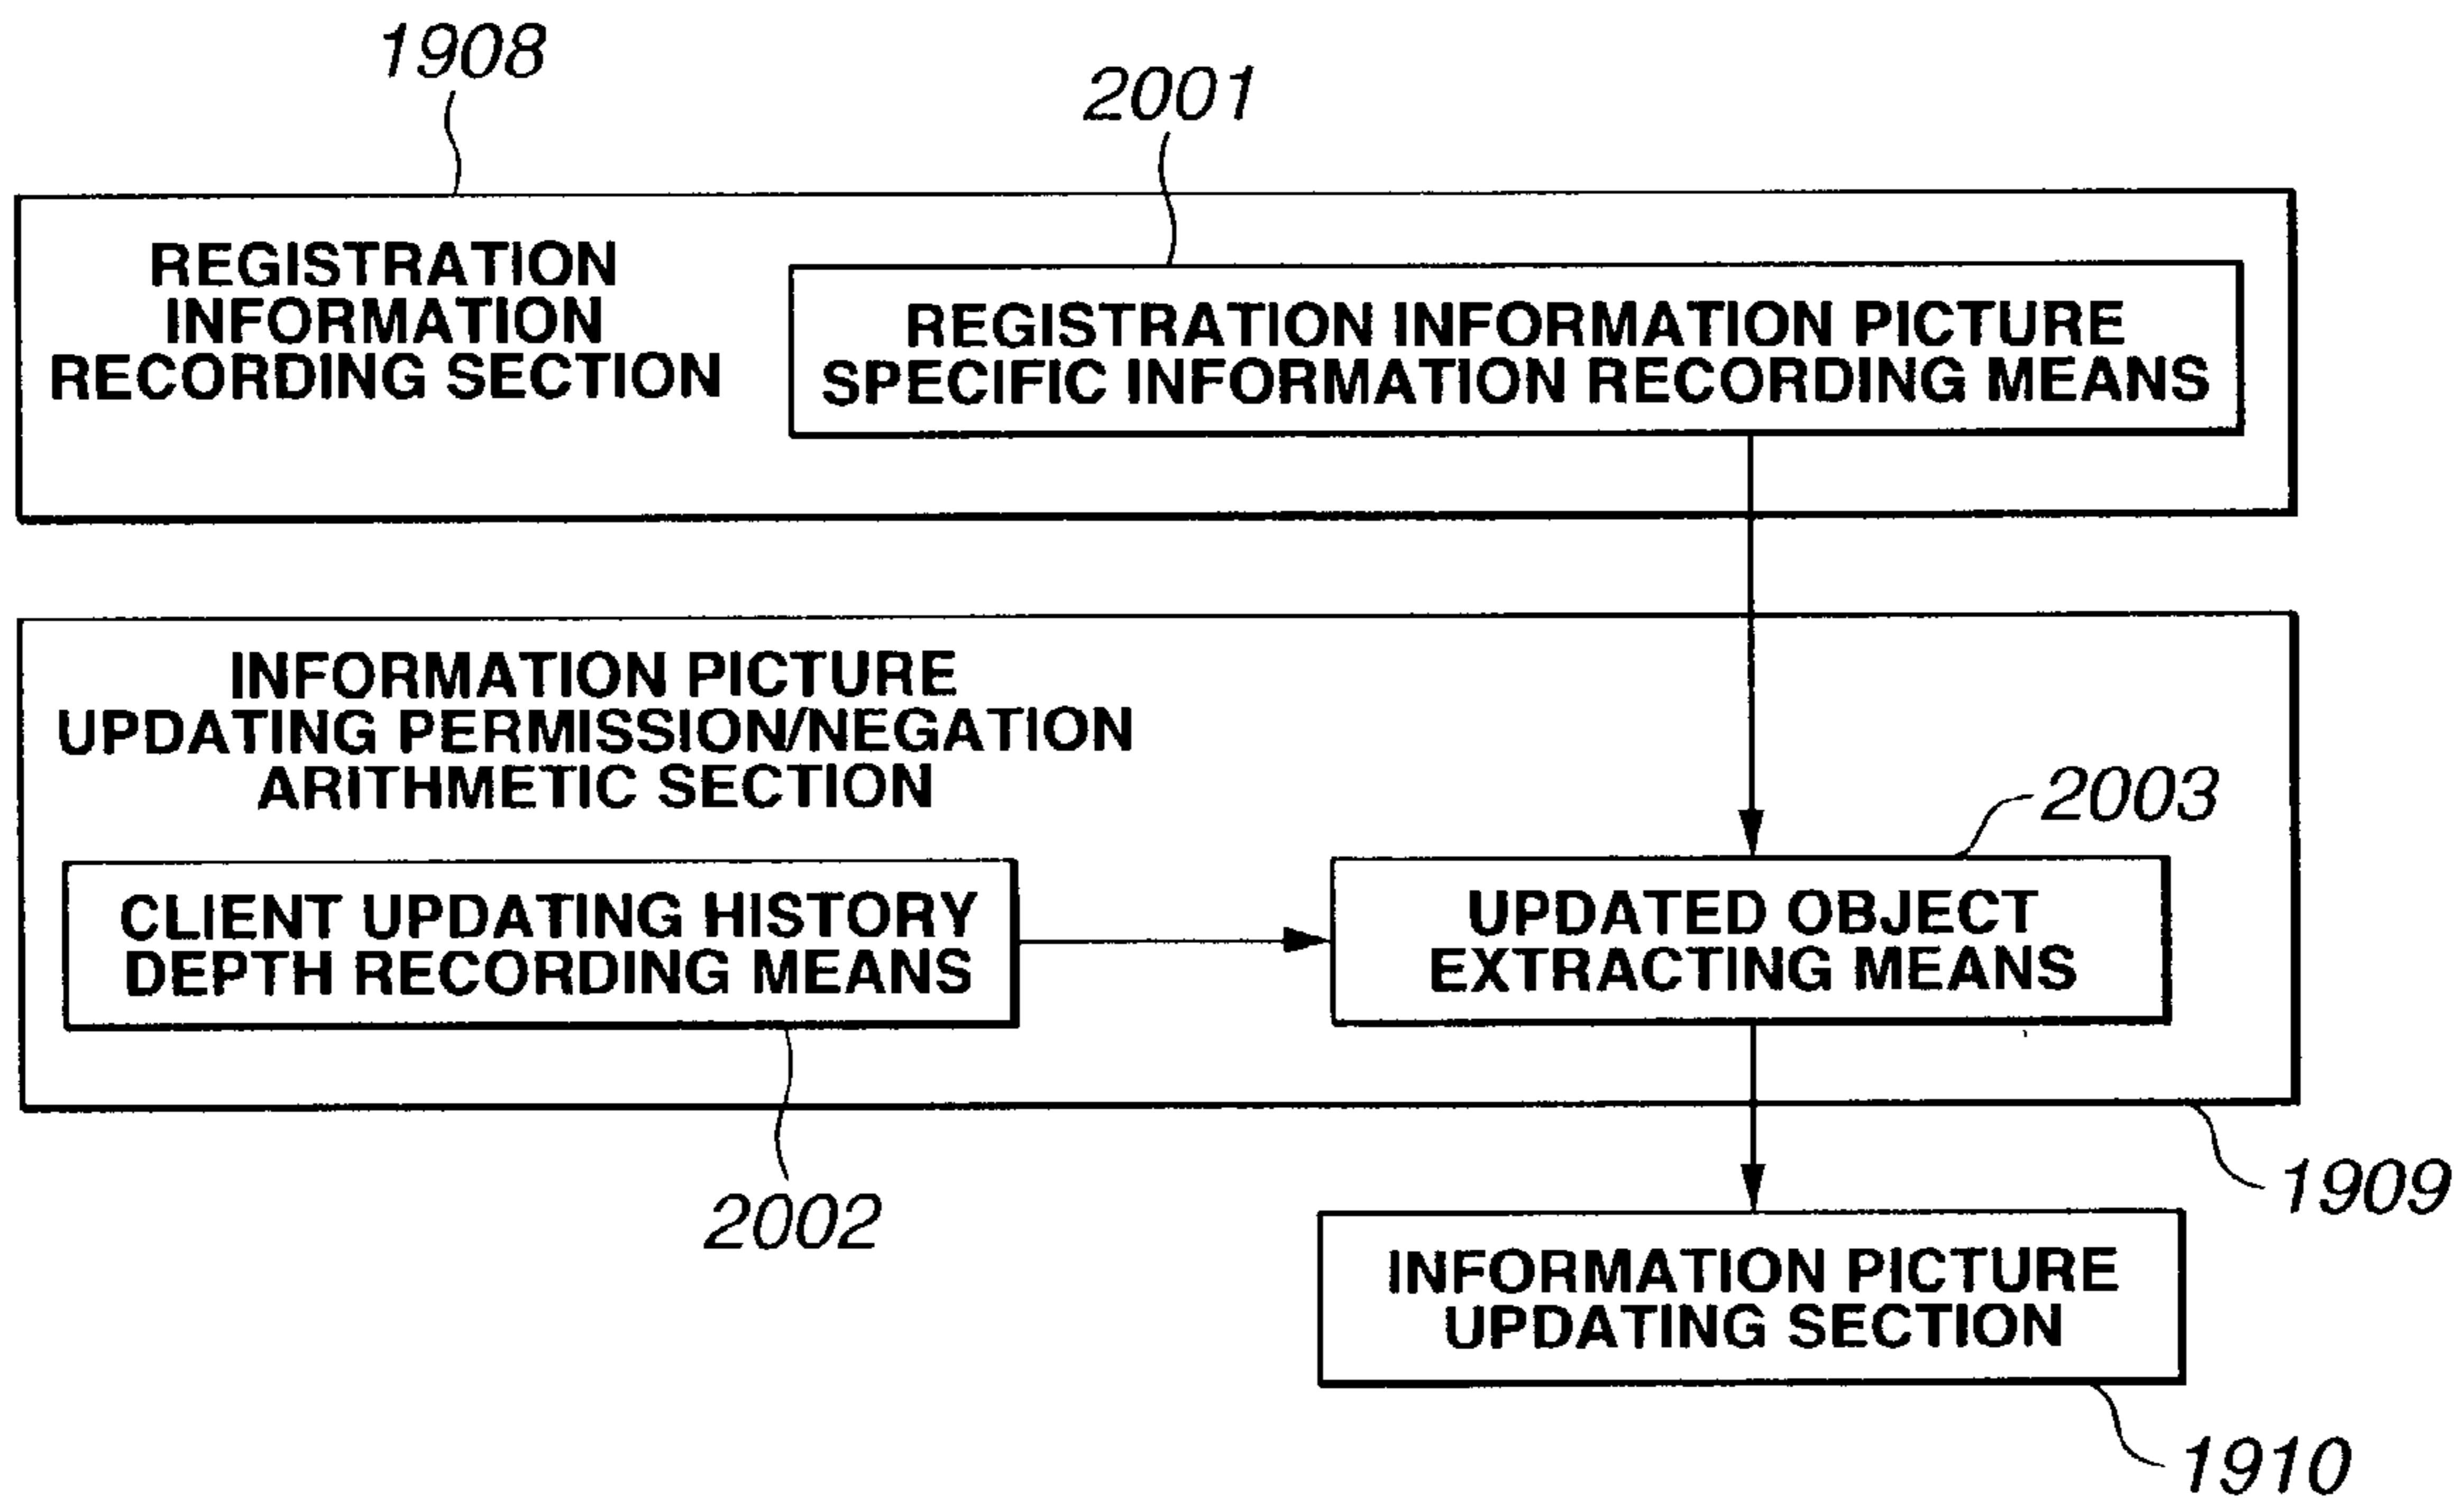 1908
2001
REGISTRATION
INFORMATION
RECORDING SECTION
REGISTRATION INFORMATION PICTURE
SPECIFIC INFORMATION RECORDING MEANS
INFORMATION PICTURE
UPDATING PERMISSION/NEGATION
ARITHMETIC SECTION
2003
CLIENT UPDATING HISTORY
DEPTH RECORDING MEANS
UPDATED OBJECT
EXTRACTING MEANS
2002
1909
INFORMATION PICTURE
UPDATING SECTION
1910